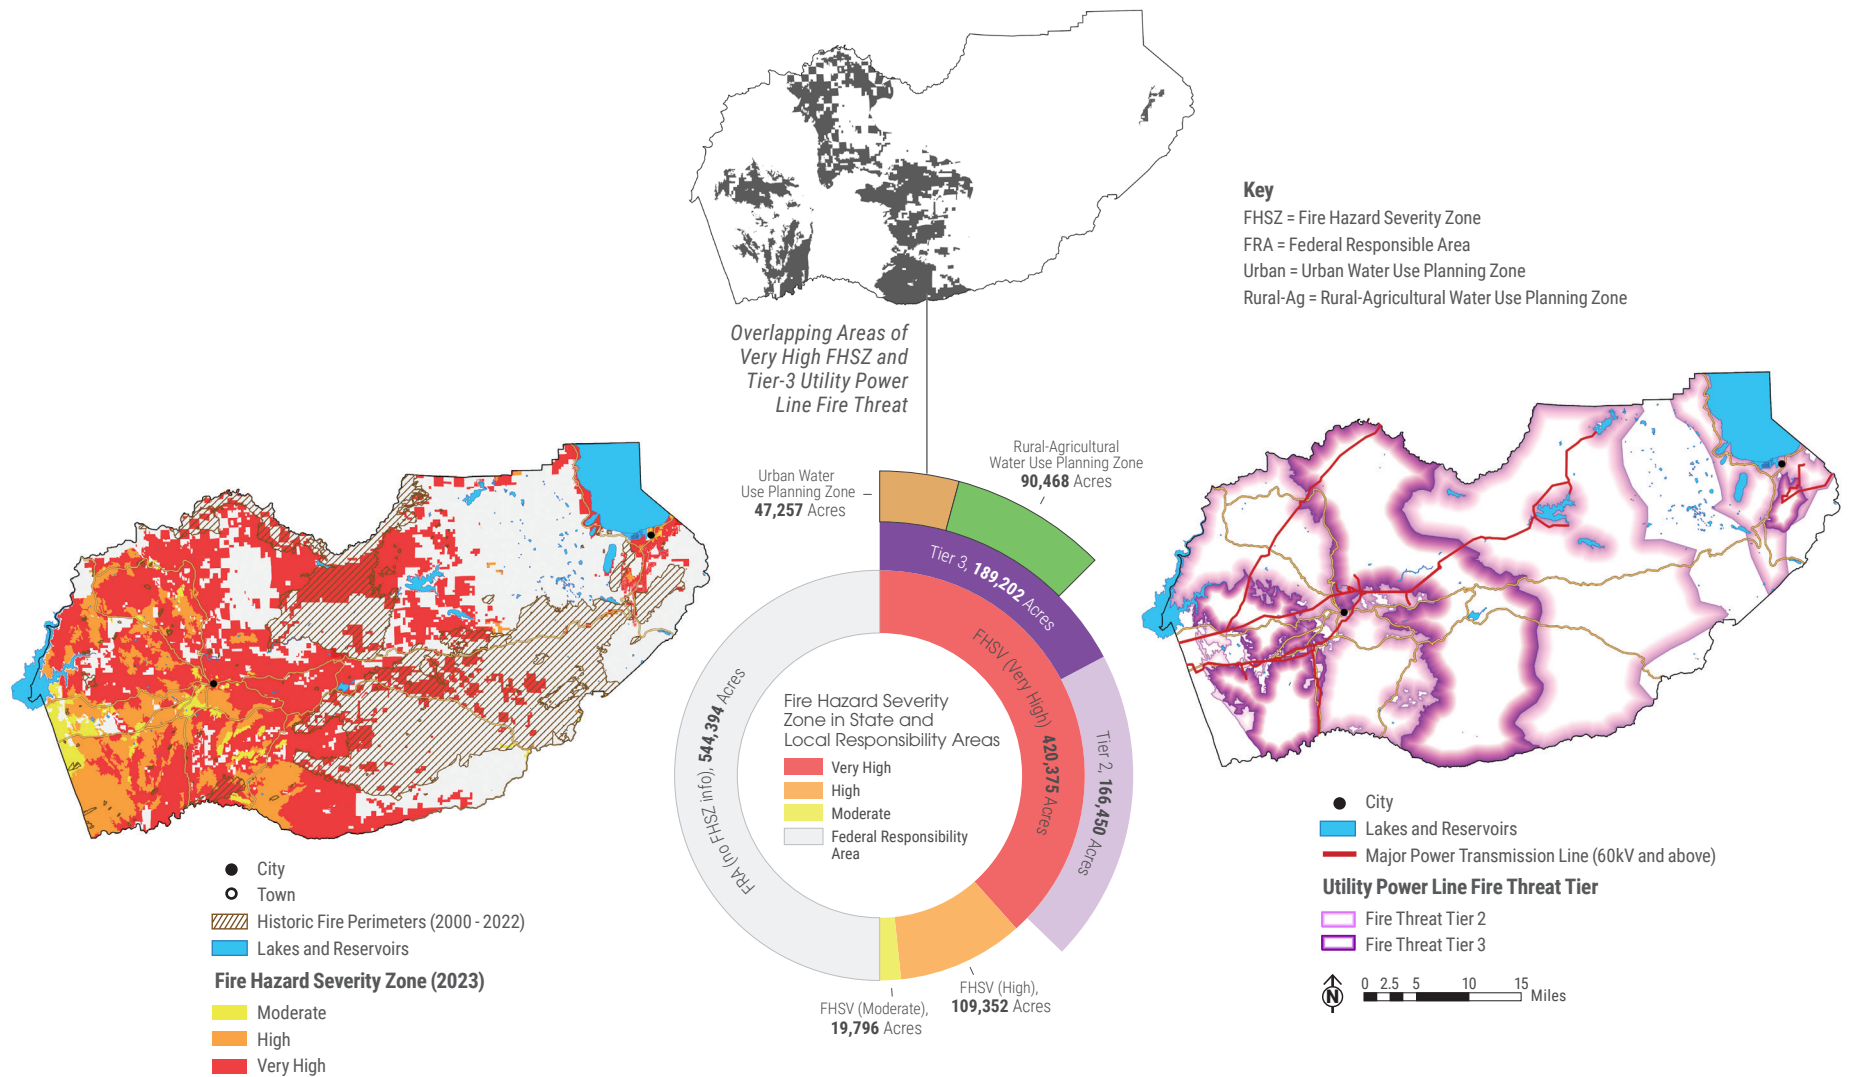 Key
FHSZ = Fire Hazard Severity Zone
FRA = Federal Responsible Area
Urban = Urban Water Use Planning Zone
Rural-Ag = Rural-Agricultural Water Use Planning Zone
Overlapping Areas of
Very High FHSZ and
Tier-3 Utility Power
Line Fire Threat
Urban Water
Use Planning Zone
47,257 Acres
Rural-Agricultural
Water Use Planning Zone
90,468 Acres
Tier 3, 189,202 Acres
FHSV (Very High) 420,375 Acres
Tier 2, 166,450 Acres
FRA (no FHSZ info), 544,394 Acres
Fire Hazard Severity
Zone in State and
Local Responsibility Areas
Very High
High
Moderate
Federal Responsibility
Area
FHSV (High),
109,352 Acres
FHSV (Moderate),
19,796 Acres
City
Town
Historic Fire Perimeters (2000 - 2022)
Lakes and Reservoirs
Fire Hazard Severity Zone (2023)
Moderate
High
Very High
City
Lakes and Reservoirs
Major Power Transmission Line (60kV and above)
Utility Power Line Fire Threat Tier
Fire Threat Tier 2
Fire Threat Tier 3
N
0 2.5 5 10 15
Miles